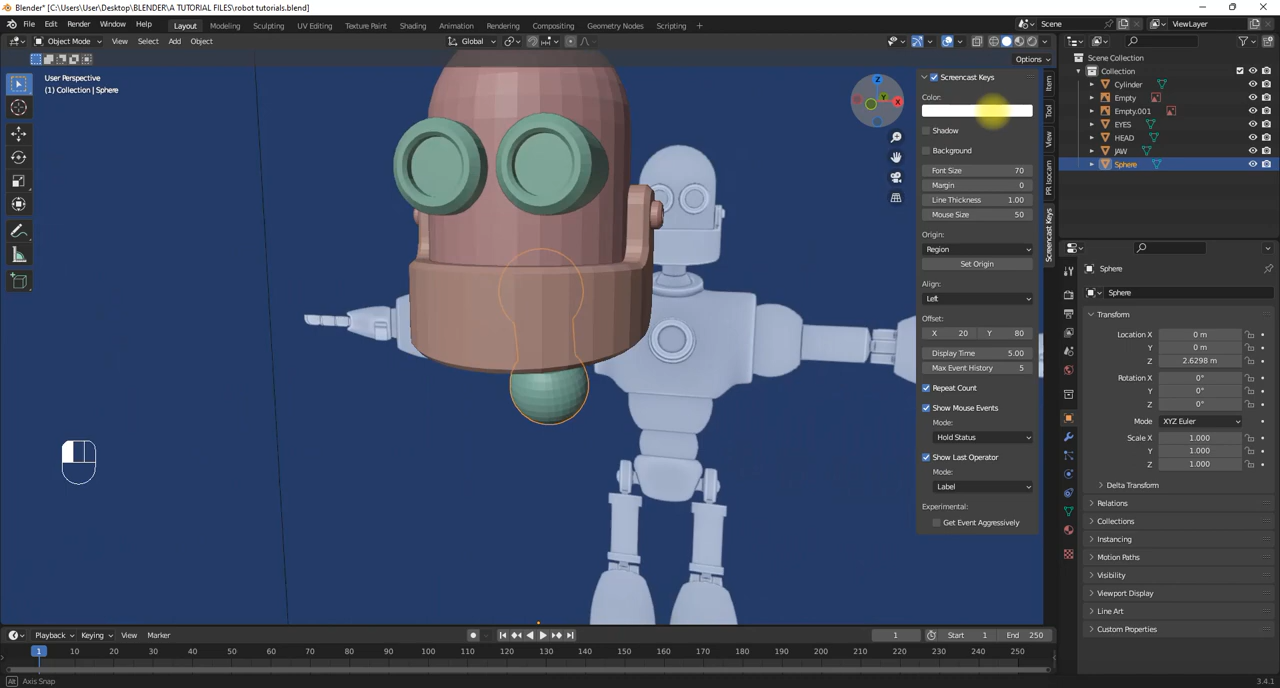 Blender* [C:\Users\User\Desktop\BLENDER\A TUTORIAL FILES\robot tutorials.blend]
File Edit Render Window Help Layout Modeling Sculpting UV Editing Texture Paint Shading Animation Rendering Compositing Geometry Nodes Scripting + Scene ViewLayer
Object Mode View Select Add Object Global
Options
User Perspective
(1) Collection | Sphere
Z
Y
X
Screencast Keys
Color:
Shadow
Background
Font Size 70
Margin 0
Line Thickness 1.00
Mouse Size 50
Origin:
Region
Set Origin
Align:
Left
Offset:
X 20 Y 80
Display Time 5.00
Max Event History 5
Repeat Count
Show Mouse Events
Mode:
Hold Status
Show Last Operator
Mode:
Label
Experimental:
Get Event Aggressively
Item
Tool
View
PR Isocam
Screencast Keys
Scene Collection
Collection
Cylinder
Empty
Empty.001
EYES
HEAD
JAW
Sphere
Sphere
Sphere
Transform
Location X 0 m
Y 0 m
Z 2.6298 m
Rotation X 0°
Y 0°
Z 0°
Mode XYZ Euler
Scale X 1.000
Y 1.000
Z 1.000
Delta Transform
Relations
Collections
Instancing
Motion Paths
Visibility
Viewport Display
Line Art
Custom Properties
Playback Keying View Marker 1 Start 1 End 250
1 10 20 30 40 50 60 70 80 90 100 110 120 130 140 150 160 170 180 190 200 210 220 230 240 250
Alt Axis Snap 3.4.1